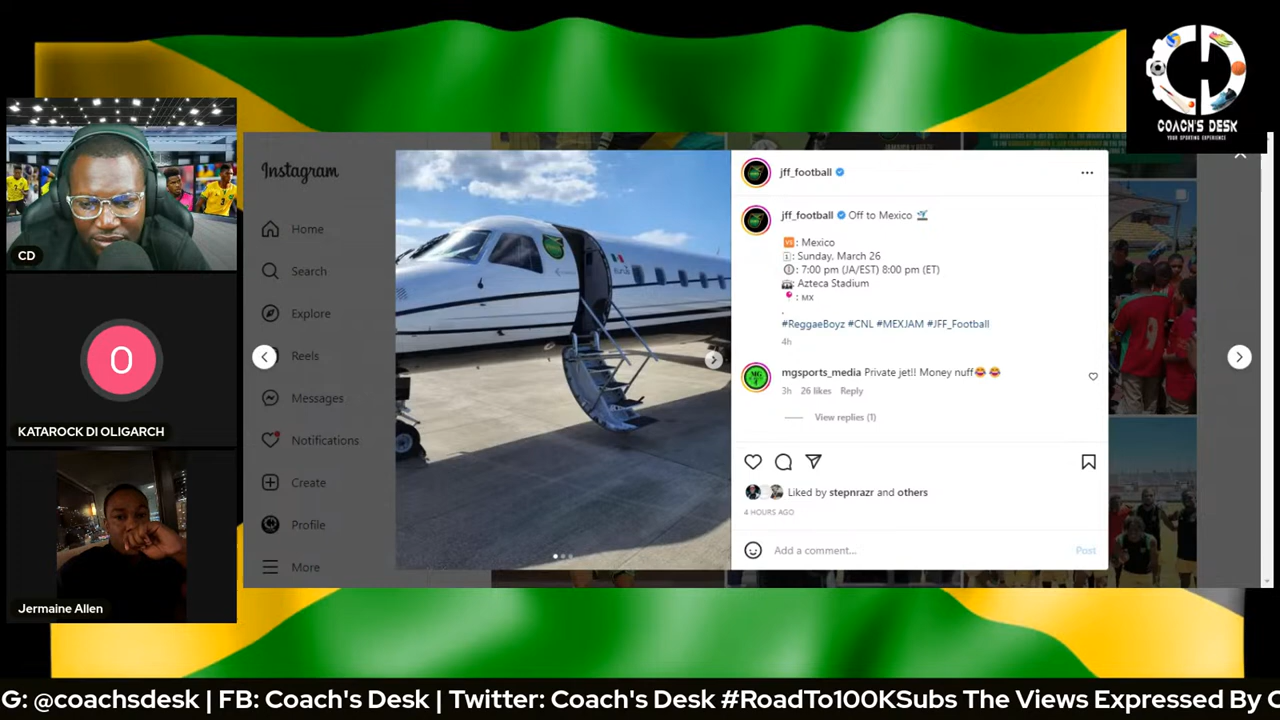 COACH'S DESK
YOUR SPORTING EXPERIENCE
CD
O
KATAROCK DI OLIGARCH
Jermaine Allen
Instagram
Home
Search
Explore
Reels
Messages
Notifications
Create
Profile
More
jff_football
jff_football Off to Mexico
VS: Mexico
: Sunday, March 26
: 7:00 pm (JA/EST) 8:00 pm (ET)
: Azteca Stadium
: MX
.
#ReggaeBoyz #CNL #MEXJAM #JFF_Football
4h
mgsports_media Private jet!! Money nuff😂 😂
3h 26 likes Reply
View replies (1)
Liked by stepnrazr and others
4 HOURS AGO
Add a comment...
Post
G: @coachsdesk | FB: Coach's Desk | Twitter: Coach's Desk #RoadTo100KSubs The Views Expressed By C